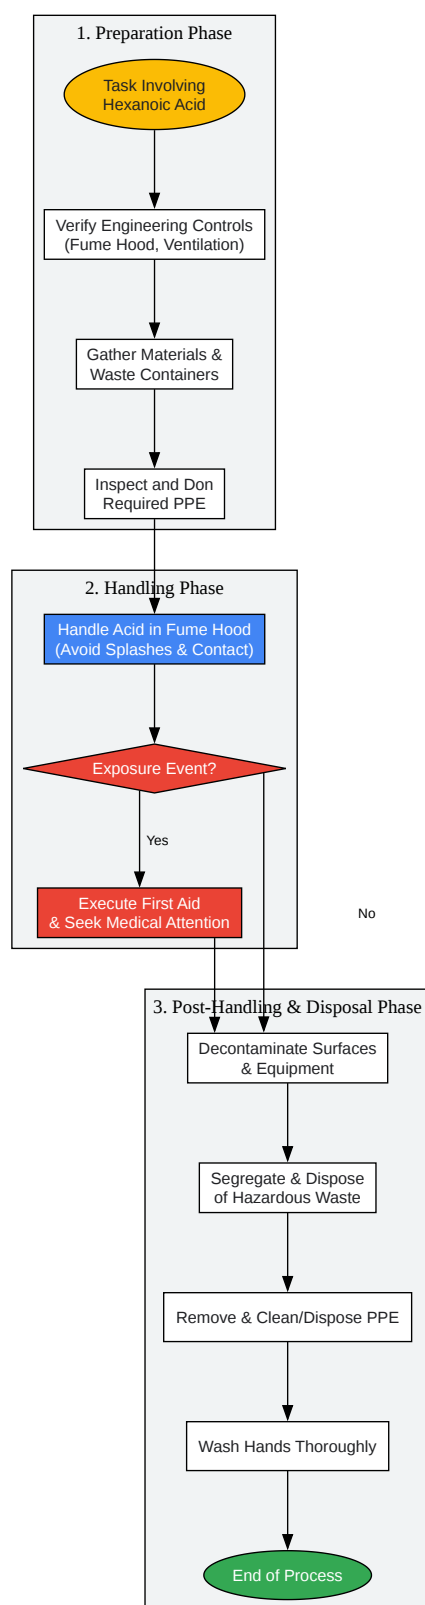 1. Preparation Phase
Task Involving
Hexanoic Acid
Verify Engineering Controls
(Fume Hood, Ventilation)
Gather Materials &
Waste Containers
Inspect and Don
Required PPE
2. Handling Phase
Handle Acid in Fume Hood
(Avoid Splashes & Contact)
Exposure Event?
Yes
Execute First Aid
& Seek Medical Attention
No
3. Post-Handling & Disposal Phase
Decontaminate Surfaces
& Equipment
Segregate & Dispose
of Hazardous Waste
Remove & Clean/Dispose PPE
Wash Hands Thoroughly
End of Process